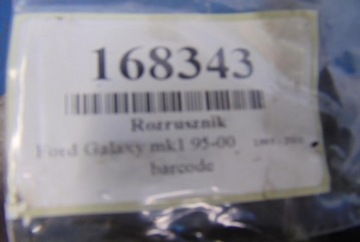 168343
Rozrusznik
Ford Galaxy mk1 95-00
barcode